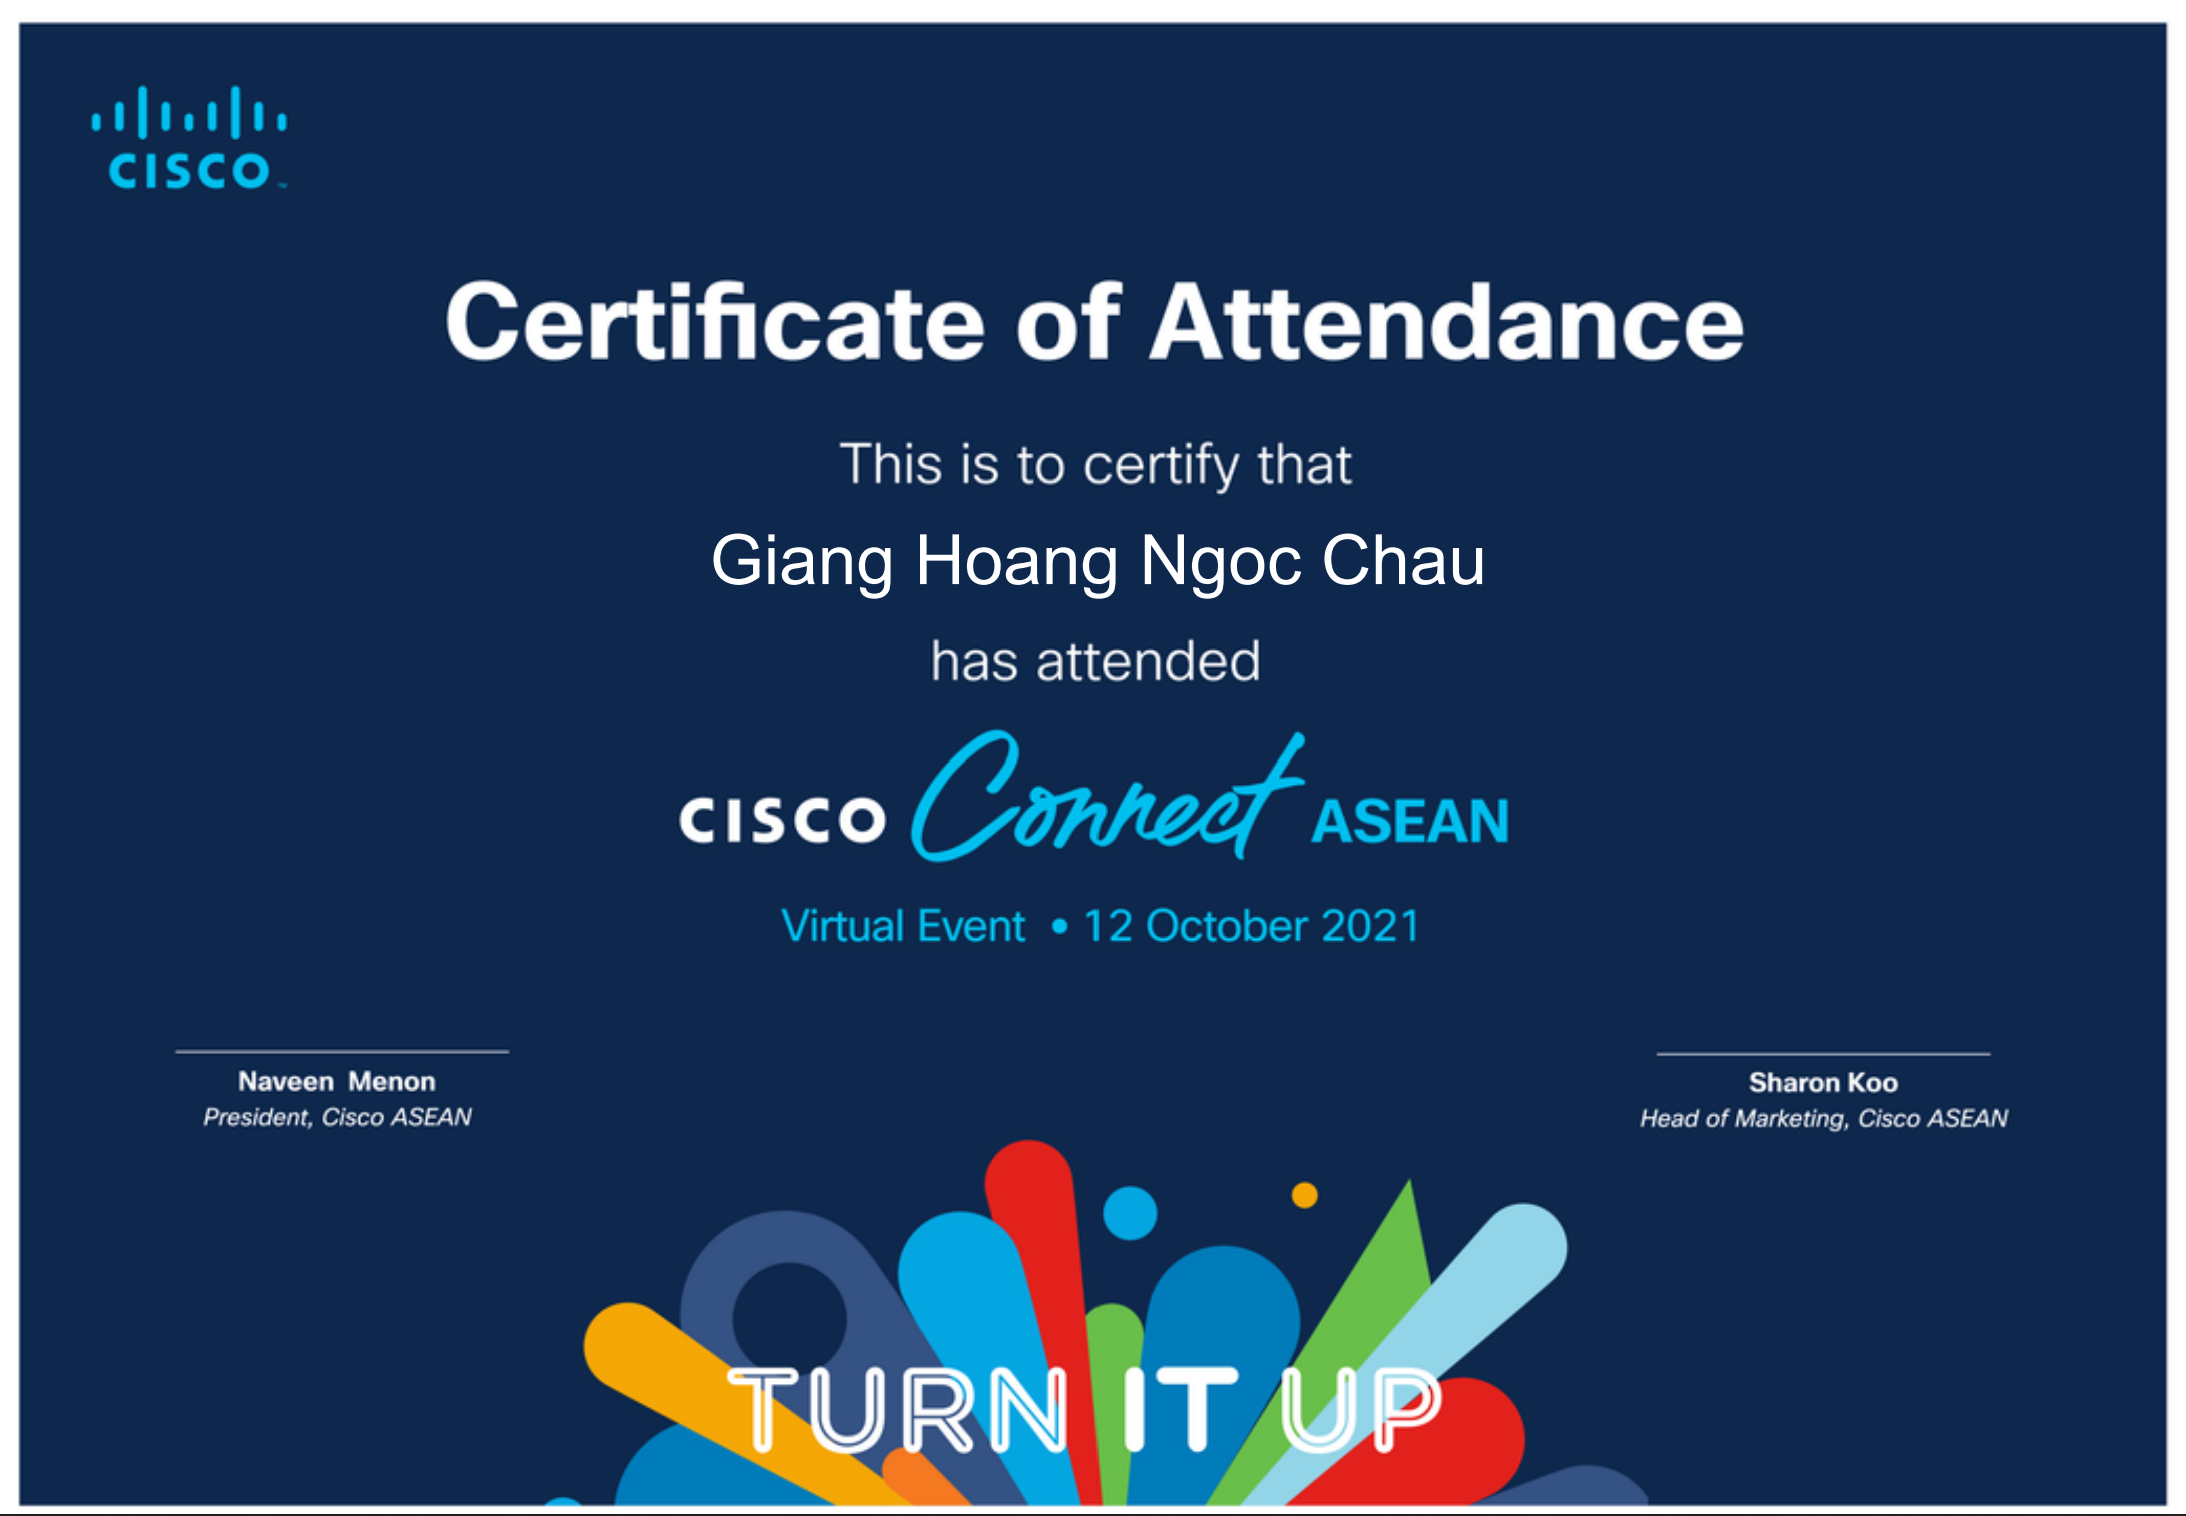 CISCO™
Certificate of Attendance
This is to certify that
Giang Hoang Ngoc Chau
has attended
CISCO Connect ASEAN
Virtual Event • 12 October 2021
Naveen Menon
President, Cisco ASEAN
Sharon Koo
Head of Marketing, Cisco ASEAN
TURN IT UP